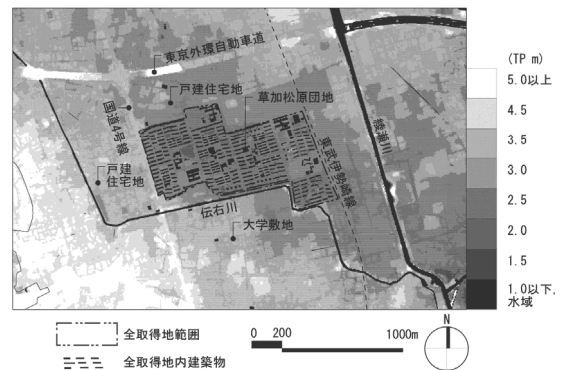 東京外環自動車道
戸建住宅地
草加松原団地
国道4号線
東武伊勢崎線
綾瀬川
戸建
住宅地
伝右川
大学敷地
(TP m)
5.0以上
4.5
3.5
3.0
2.5
2.0
1.5
1.0以下,
水域
全取得地範囲
全取得地内建築物
0 200 1000m
N